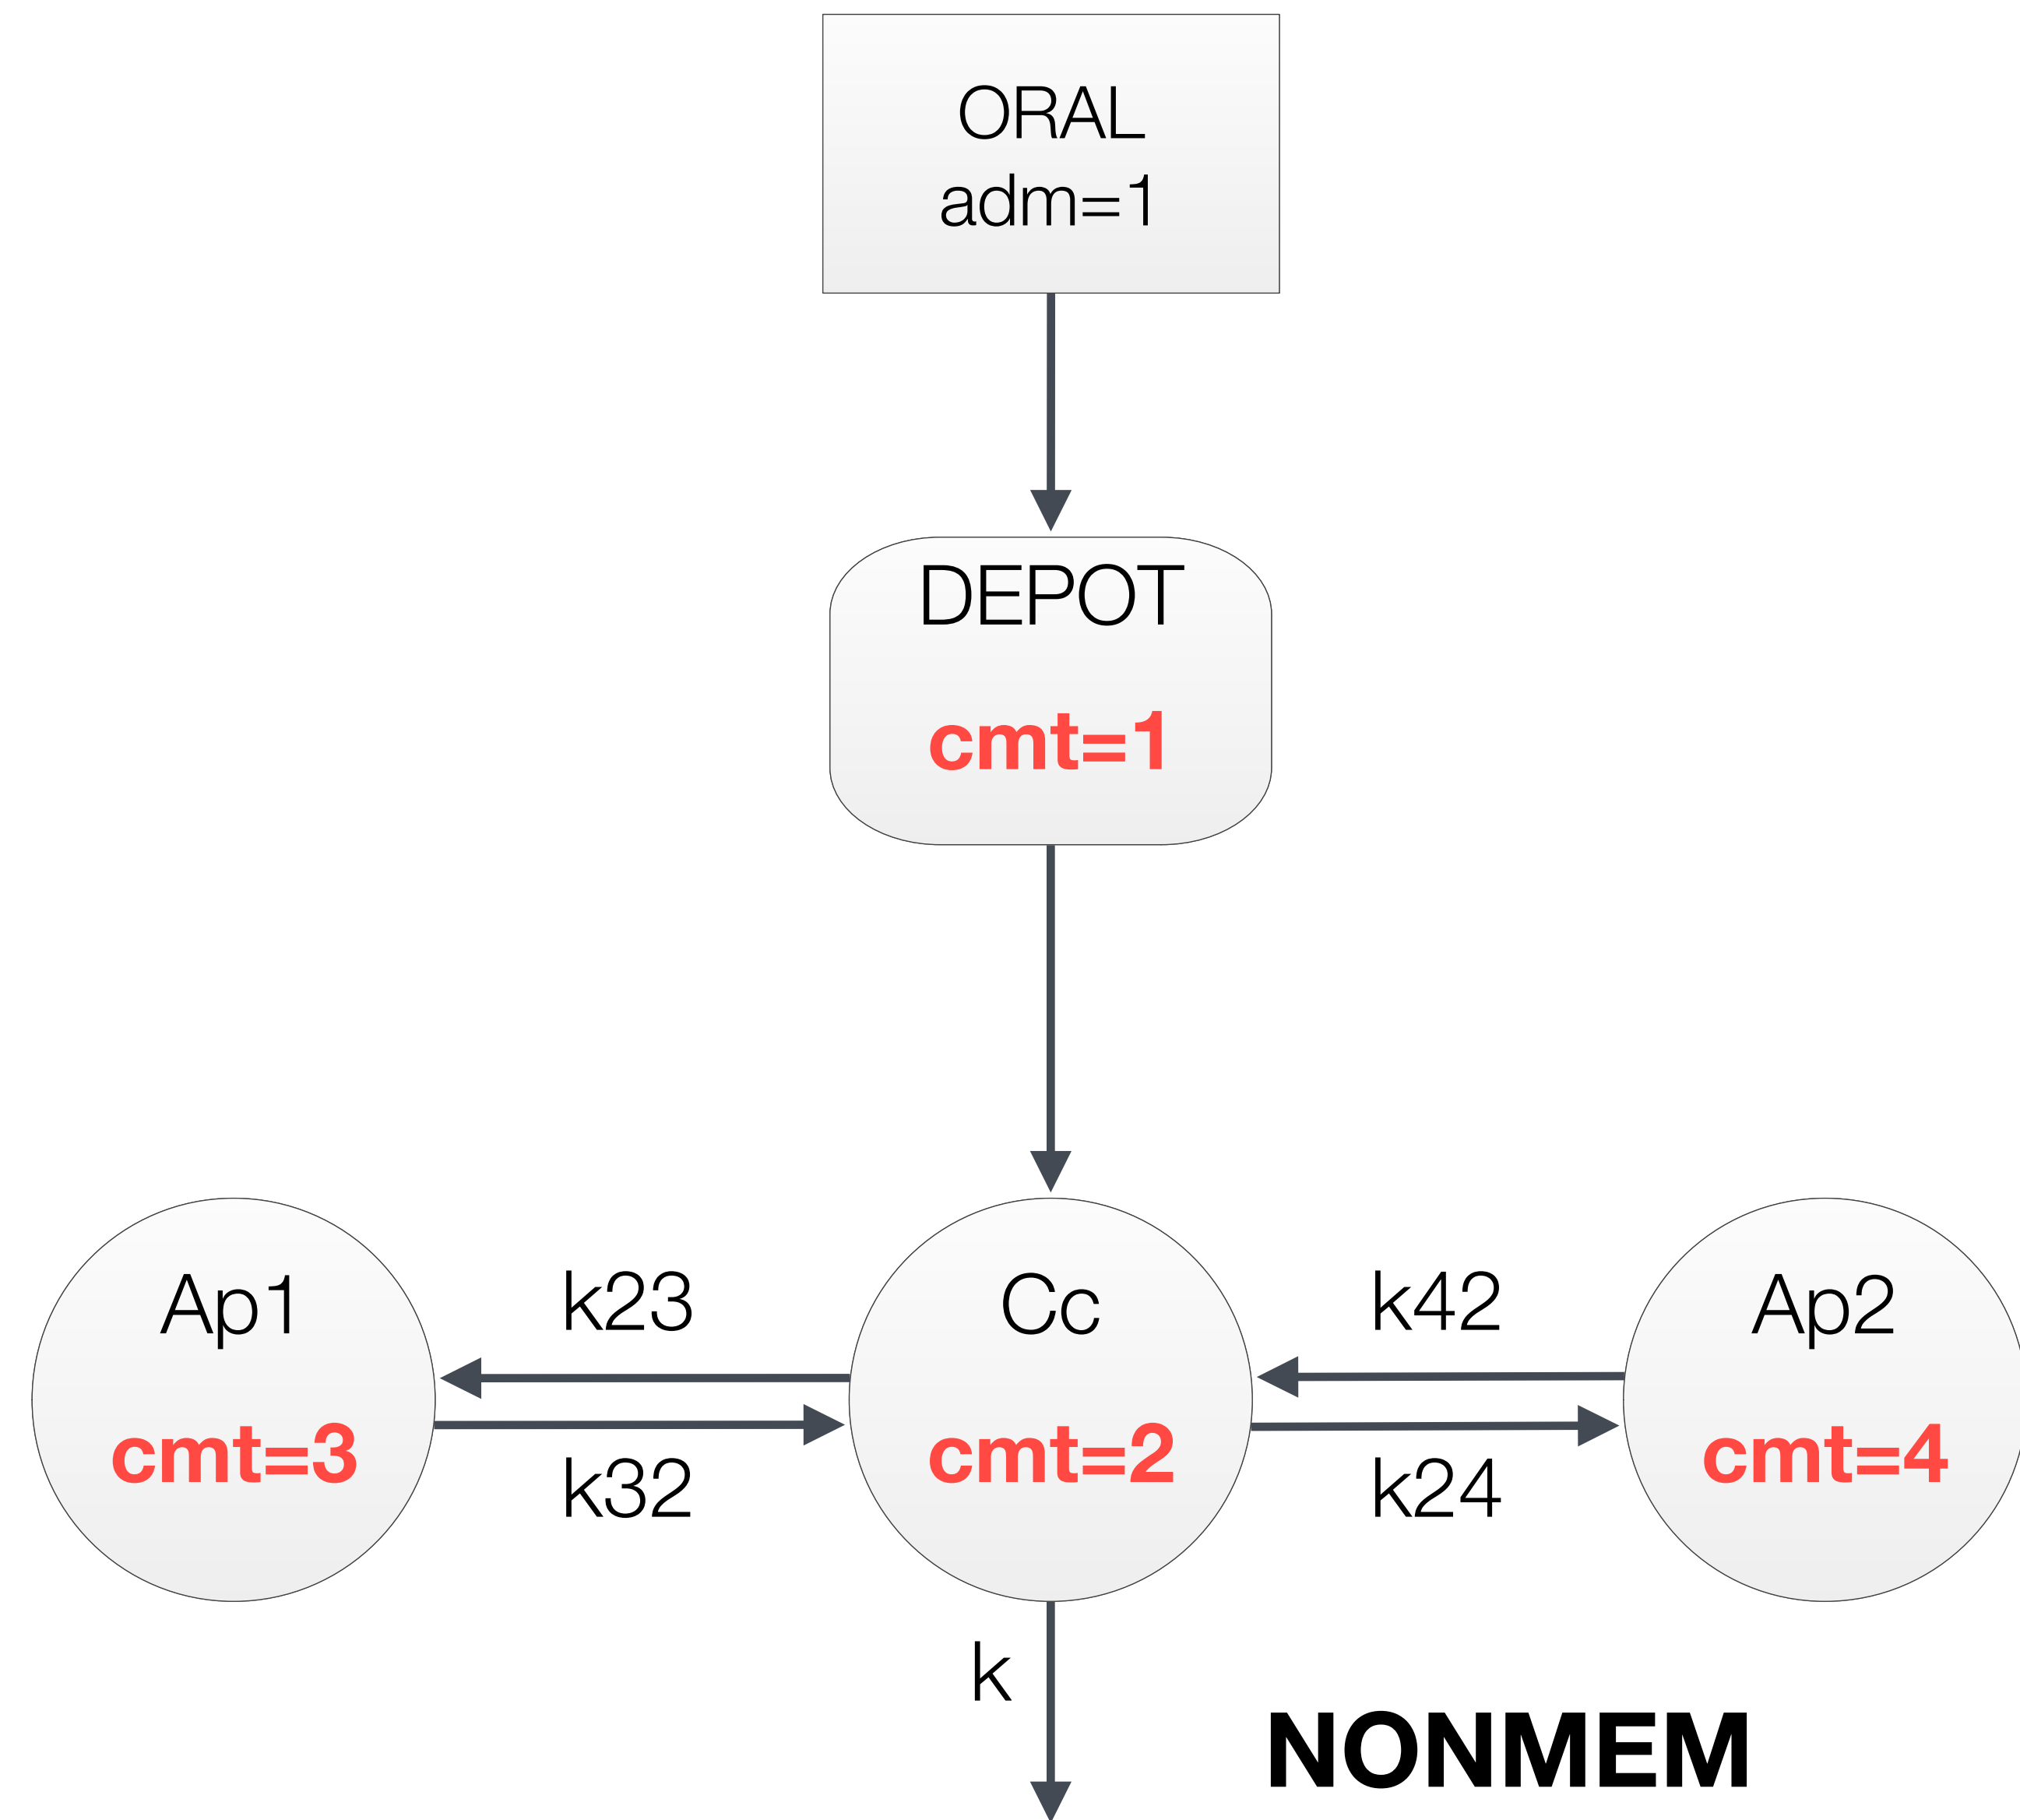 ORAL
adm=1
DEPOT
cmt=1
Ap1
cmt=3
k23
k32
Cc
cmt=2
k42
k24
Ap2
cmt=4
k
NONMEM